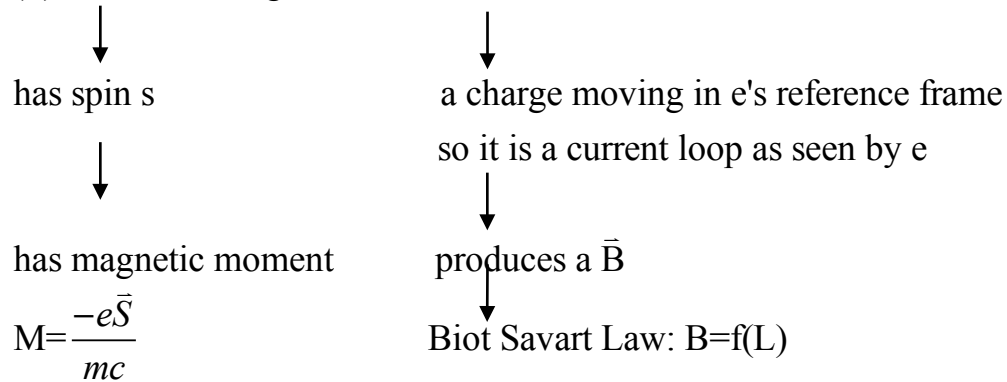 has spin s a charge moving in e's reference frame
so it is a current loop as seen by e
has magnetic moment produces a B⃗
M=\frac{-eS⃗}{mc} Biot Savart Law: B=f(L)